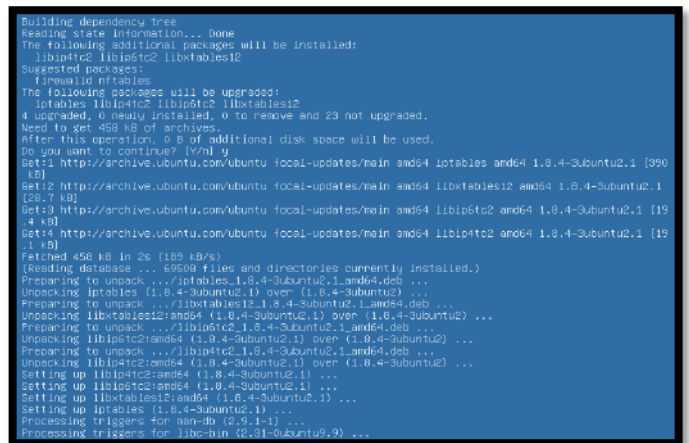 Building dependency tree
Reading state information... Done
The following additional packages will be installed:
  libip4tc2 libip6tc2 libxtables12
Suggested packages:
  firewalld nftables
The following packages will be upgraded:
  iptables libip4tc2 libip6tc2 libxtables12
4 upgraded, 0 newly installed, 0 to remove and 23 not upgraded.
Need to get 458 kB of archives.
After this operation, 0 B of additional disk space will be used.
Do you want to continue? [Y/n] y
Get:1 http://archive.ubuntu.com/ubuntu focal-updates/main amd64 iptables amd64 1.8.4-3ubuntu2.1 [390
 kB]
Get:2 http://archive.ubuntu.com/ubuntu focal-updates/main amd64 libxtables12 amd64 1.8.4-3ubuntu2.1
[28.7 kB]
Get:3 http://archive.ubuntu.com/ubuntu focal-updates/main amd64 libip6tc2 amd64 1.8.4-3ubuntu2.1 [19
.4 kB]
Get:4 http://archive.ubuntu.com/ubuntu focal-updates/main amd64 libip4tc2 amd64 1.8.4-3ubuntu2.1 [19
.1 kB]
Fetched 458 kB in 2s (189 kB/s)
(Reading database ... 69508 files and directories currently installed.)
Preparing to unpack .../iptables_1.8.4-3ubuntu2.1_amd64.deb ...
Unpacking iptables (1.8.4-3ubuntu2.1) over (1.8.4-3ubuntu2) ...
Preparing to unpack .../libxtables12_1.8.4-3ubuntu2.1_amd64.deb ...
Unpacking libxtables12:amd64 (1.8.4-3ubuntu2.1) over (1.8.4-3ubuntu2) ...
Preparing to unpack .../libip6tc2_1.8.4-3ubuntu2.1_amd64.deb ...
Unpacking libip6tc2:amd64 (1.8.4-3ubuntu2.1) over (1.8.4-3ubuntu2) ...
Preparing to unpack .../libip4tc2_1.8.4-3ubuntu2.1_amd64.deb ...
Unpacking libip4tc2:amd64 (1.8.4-3ubuntu2.1) over (1.8.4-3ubuntu2) ...
Setting up libip4tc2:amd64 (1.8.4-3ubuntu2.1) ...
Setting up libip6tc2:amd64 (1.8.4-3ubuntu2.1) ...
Setting up libxtables12:amd64 (1.8.4-3ubuntu2.1) ...
Setting up iptables (1.8.4-3ubuntu2.1) ...
Processing triggers for man-db (2.9.1-1) ...
Processing triggers for libc-bin (2.31-0ubuntu9.9) ...